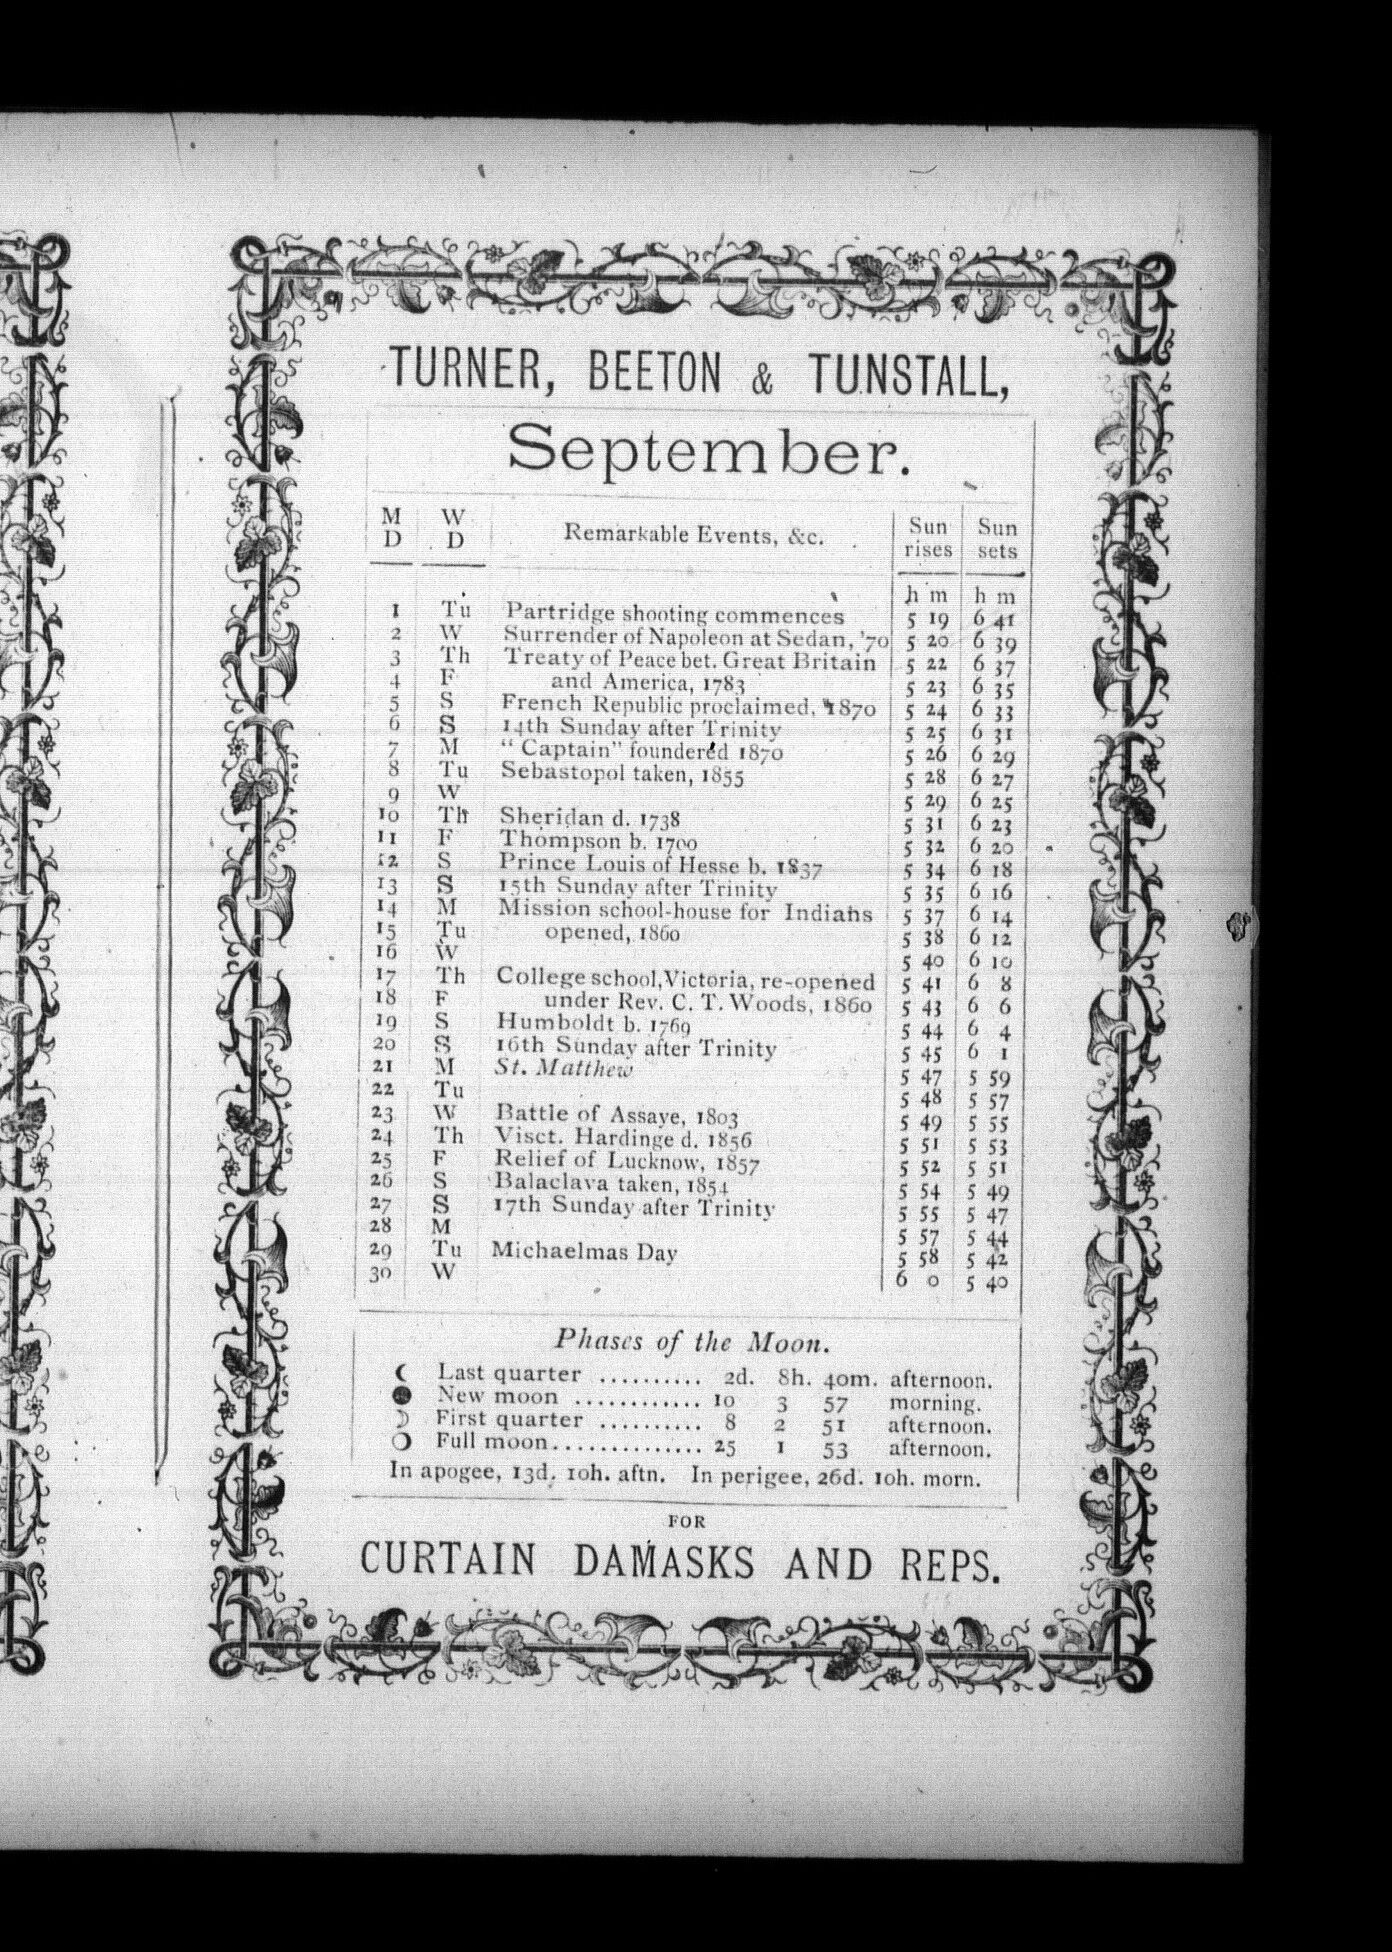 TURNER, BEETON & TUNSTALL,
September.
M D W D Remarkable Events, &c. Sun rises Sun sets
h m h m
1 Tu Partridge shooting commences 5 19 6 41
2 W Surrender of Napoleon at Sedan, '70 5 20 6 39
3 Th Treaty of Peace bet. Great Britain 5 22 6 37
4 F and America, 1783 5 23 6 35
5 S French Republic proclaimed, 1870 5 24 6 33
6 S 14th Sunday after Trinity 5 25 6 31
7 M "Captain" foundered 1870 5 26 6 29
8 Tu Sebastopol taken, 1855 5 28 6 27
9 W 5 29 6 25
10 Th Sheridan d. 1738 5 31 6 23
11 F Thompson b. 1700 5 32 6 20
12 S Prince Louis of Hesse b. 1837 5 34 6 18
13 S 15th Sunday after Trinity 5 35 6 16
14 M Mission school-house for Indians 5 37 6 14
15 Tu opened, 1860 5 38 6 12
16 W 5 40 6 10
17 Th College school, Victoria, re-opened 5 41 6 8
18 F under Rev. C. T. Woods, 1860 5 43 6 6
19 S Humboldt b. 1769 5 44 6 4
20 S 16th Sunday after Trinity 5 45 6 1
21 M St. Matthew 5 47 5 59
22 Tu 5 48 5 57
23 W Battle of Assaye, 1803 5 49 5 55
24 Th Visct. Hardinge d. 1856 5 51 5 53
25 F Relief of Lucknow, 1857 5 52 5 51
26 S Balaclava taken, 1854 5 54 5 49
27 S 17th Sunday after Trinity 5 55 5 47
28 M 5 57 5 44
29 Tu Michaelmas Day 5 58 5 42
30 W 6 0 5 40
Phases of the Moon.
Last quarter .......... 2d. 8h. 40m. afternoon.
New moon ............ 10 3 57 morning.
First quarter .......... 8 2 51 afternoon.
Full moon.............. 25 1 53 afternoon.
In apogee, 13d. 10h. aftn. In perigee, 26d. 10h. morn.
FOR
CURTAIN DAMASKS AND REPS.